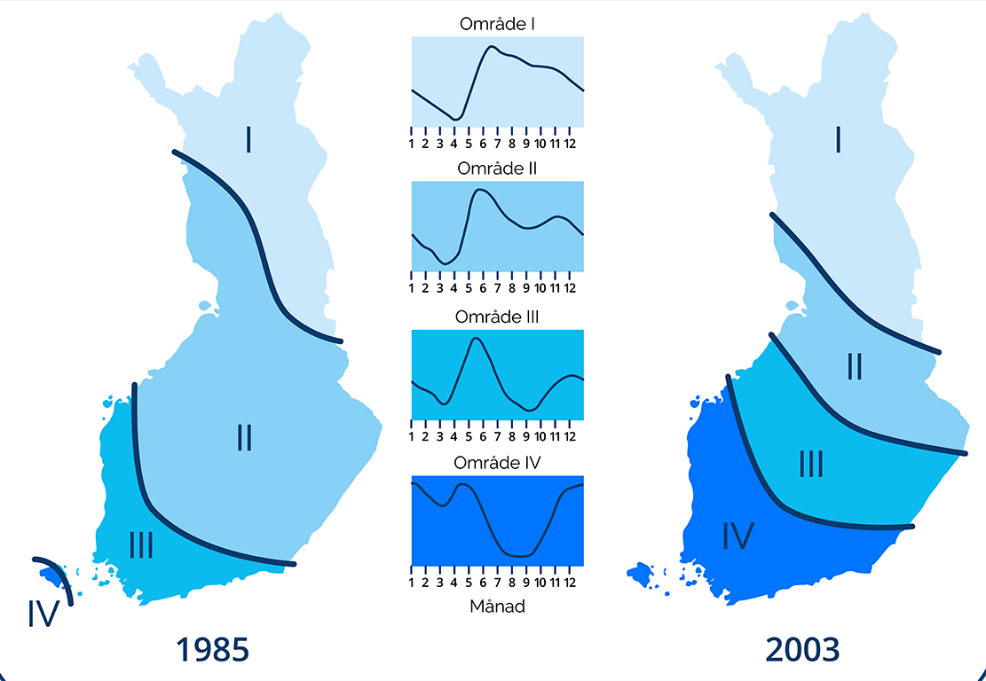 I
II
III
IV
1985
Område I
1 2 3 4 5 6 7 8 9 10 11 12
Område II
1 2 3 4 5 6 7 8 9 10 11 12
Område III
1 2 3 4 5 6 7 8 9 10 11 12
Område IV
1 2 3 4 5 6 7 8 9 10 11 12
Månad
I
II
III
IV
2003